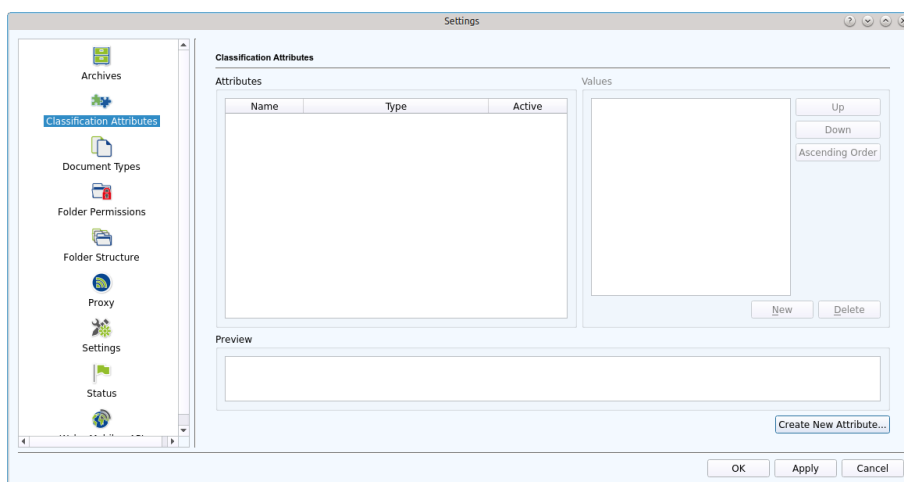 Settings
Archives
Classification Attributes
Document Types
Folder Permissions
Folder Structure
Proxy
Settings
Status
Classification Attributes
Attributes
Name Type Active
Values
Up
Down
Ascending Order
New Delete
Preview
Create New Attribute...
OK Apply Cancel